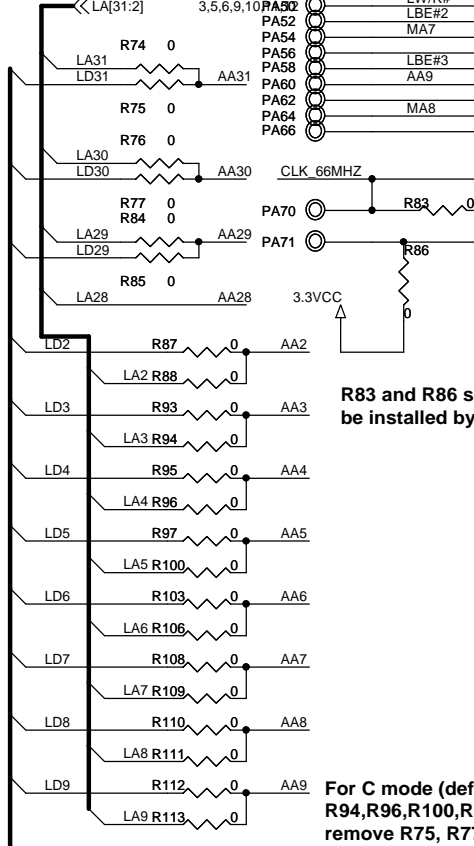 LA[31:2] 3,5,6,9,10,
PA50 LW/R#
PA52 LBE#2
PA54 MA7
R74 0 PA56
LA31 PA58 LBE#3
LD31 AA31 PA60 AA9
PA62
R75 0 PA64 MA8
PA66
R76 0
LA30
LD30 AA30 CLK_66MHZ
R77 0 R83 0
R84 0 PA70
LA29 AA29 PA71
LD29 R86
R85 0
LA28 AA28 3.3VCC
0
LD2 R87 0 AA2
LA2 R88 0
R83 and R86 s
LD3 R93 0 AA3 be installed by
LA3 R94 0
LD4 R95 0 AA4
LA4 R96 0
LD5 R97 0 AA5
LA5 R100 0
LD6 R103 0 AA6
LA6 R106 0
LD7 R108 0 AA7
LA7 R109 0
LD8 R110 0 AA8
LA8 R111 0
LD9 R112 0 AA9 For C mode (def
R94,R96,R100,R
LA9 R113 0
remove R75, R77